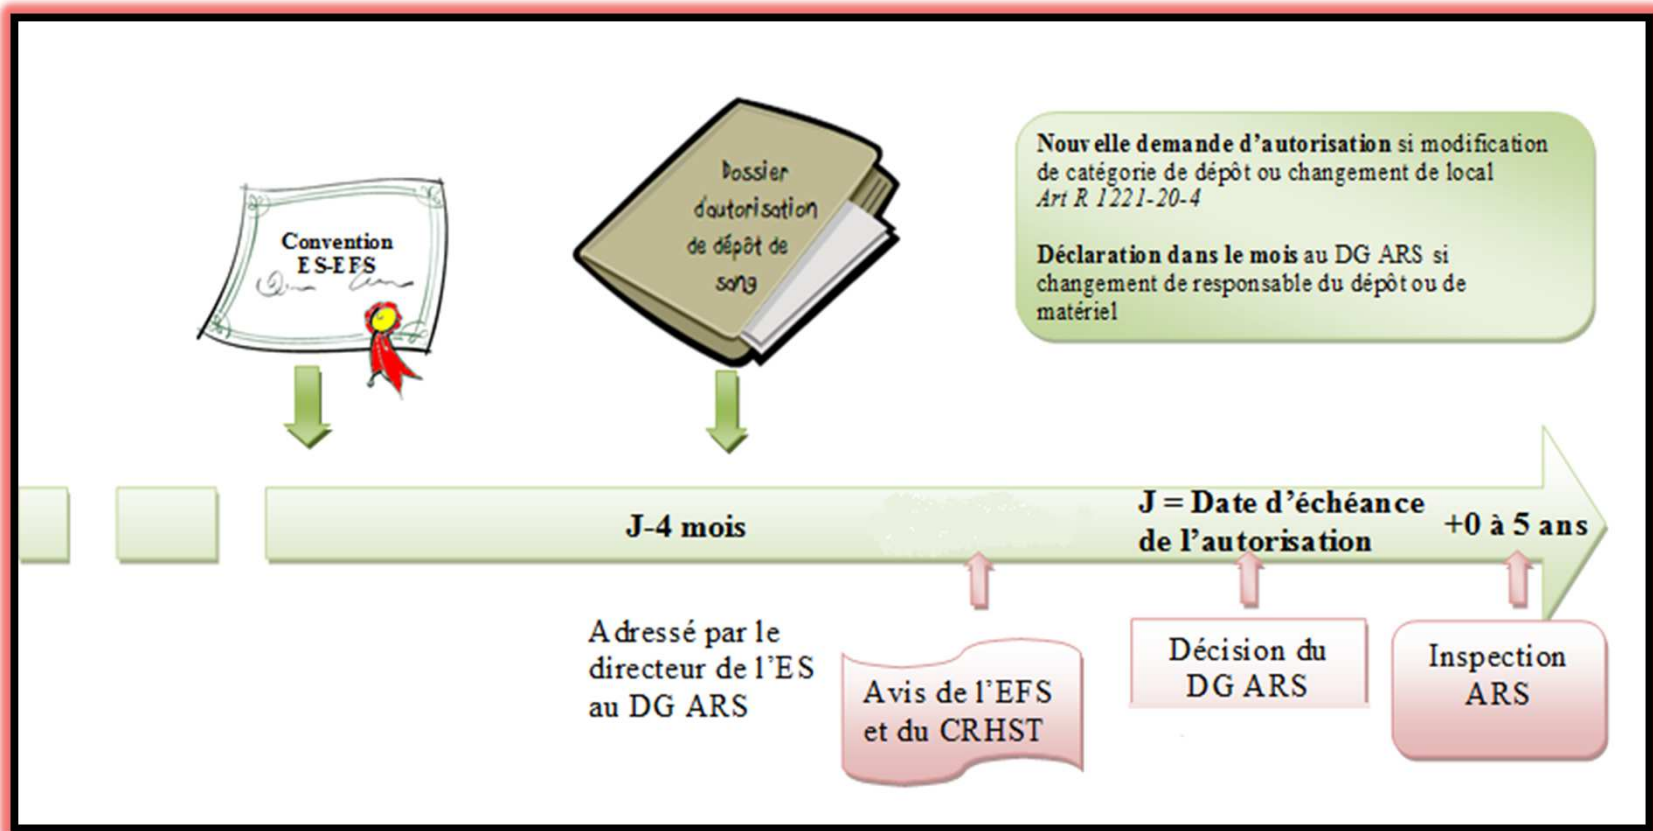 Convention
ES-EFS
Dossier
d'autorisation
de dépôt de
sang
Nouvelle demande d'autorisation si modification
de catégorie de dépôt ou changement de local
Art R 1221-20-4
Déclaration dans le mois au DG ARS si
changement de responsable du dépôt ou de
matériel
J-4 mois
J = Date d'échéance
de l'autorisation
+0 à 5 ans
Adressé par le
directeur de l'ES
au DG ARS
Avis de l'EFS
et du CRHST
Décision du
DG ARS
Inspection
ARS